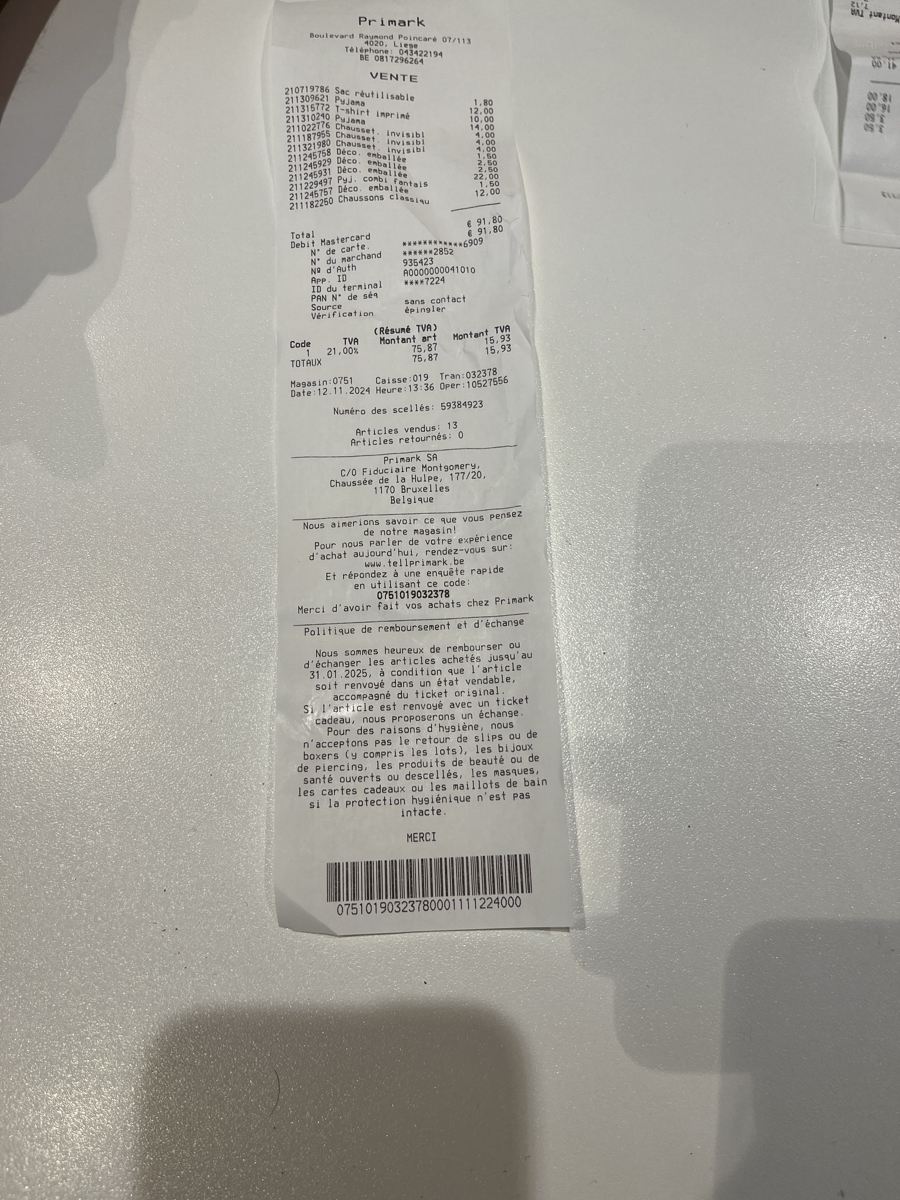 Primark
Boulevard Raymond Poincaré 07/113
4020, Liege
Téléphone: 043422194
BE 0817296264
VENTE
210719786 Sac réutilisable 1,80
211309621 Pyjama 12,00
211315772 T-shirt imprimé 10,00
211310240 Pyjama 14,00
211022776 Chausset. invisibl 4,00
211187955 Chausset. invisibl 4,00
211321980 Chausset. invisibl 4,00
211245758 Déco. emballée 1,50
211245929 Déco. emballée 2,50
211245931 Déco. emballée 2,50
211229497 Pyj. combi fantais 22,00
211245757 Déco. emballée 1,50
211182250 Chaussons classiqu 12,00
Total € 91,80
Debit Mastercard € 91,80
N° de carte. ************6909
N° du marchand ******2852
Nº d'Auth 935423
App. ID A0000000041010
ID du terminal ****7224
PAN N° de séq
Source sans contact
Vérification épingler
(Résumé TVA)
Code TVA Montant art Montant TVA
1 21,00% 75,87 15,93
TOTAUX 75,87 15,93
Magasin:0751 Caisse:019 Tran:032378
Date:12.11.2024 Heure:13:36 Oper:10527556
Numéro des scellés: 59384923
Articles vendus: 13
Articles retournés: 0
Primark SA
C/O Fiduciaire Montgomery,
Chaussée de la Hulpe, 177/20,
1170 Bruxelles
Belgique
Nous aimerions savoir ce que vous pensez
de notre magasin!
Pour nous parler de votre expérience
d'achat aujourd'hui, rendez-vous sur:
www.tellprimark.be
Et répondez à une enquête rapide
en utilisant ce code:
0751019032378
Merci d'avoir fait vos achats chez Primark
Politique de remboursement et d'échange
Nous sommes heureux de rembourser ou
d'échanger les articles achetés jusqu'au
31.01.2025, à condition que l'article
soit renvoyé dans un état vendable,
accompagné du ticket original.
Si l'article est renvoyé avec un ticket
cadeau, nous proposerons un échange.
Pour des raisons d'hygiène, nous
n'acceptons pas le retour de slips ou de
boxers (y compris les lots), les bijoux
de piercing, les produits de beauté ou de
santé ouverts ou descellés, les masques,
les cartes cadeaux ou les maillots de bain
si la protection hygiénique n'est pas
intacte.
MERCI
07510190323780001111224000
Montant TVA
7,12
41,00
18,00
16,00
3,50
3,50